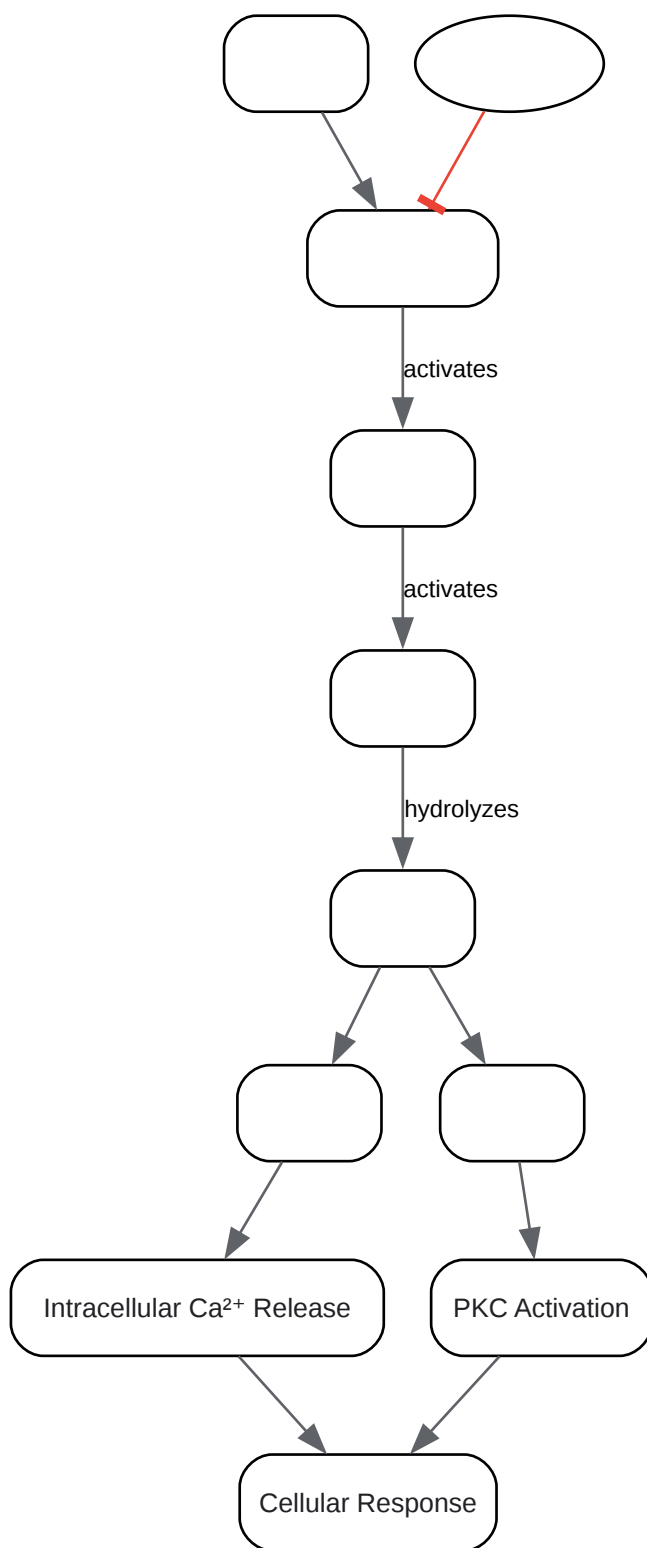 activates
activates
hydrolyzes
Intracellular Ca²⁺ Release
PKC Activation
Cellular Response